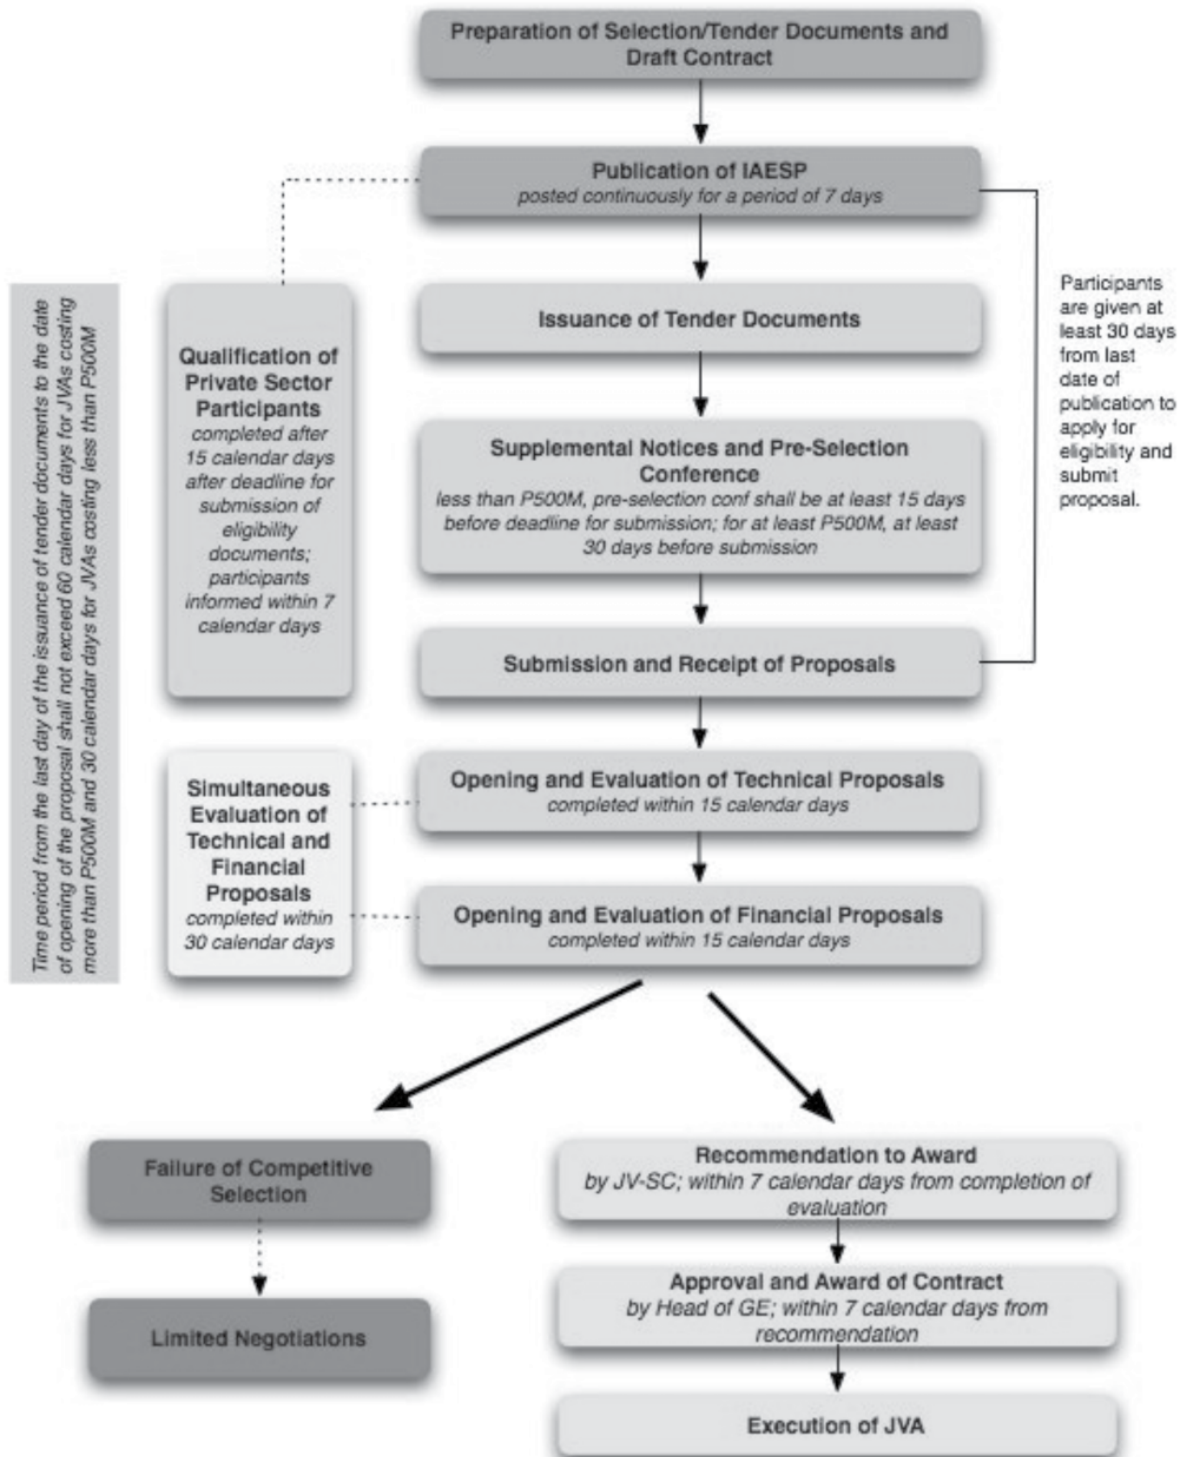 Preparation of Selection/Tender Documents and
Draft Contract
Publication of IAESP
posted continuously for a period of 7 days
Issuance of Tender Documents
Supplemental Notices and Pre-Selection
Conference
less than P500M, pre-selection conf shall be at least 15 days
before deadline for submission; for at least P500M, at least
30 days before submission
Submission and Receipt of Proposals
Opening and Evaluation of Technical Proposals
completed within 15 calendar days
Opening and Evaluation of Financial Proposals
completed within 15 calendar days
Time period from the last day of the issuance of tender documents to the date
of opening of the proposal shall not exceed 60 calendar days for JVAs costing
more than P500M and 30 calendar days for JVAs costing less than P500M
Qualification of
Private Sector
Participants
completed after
15 calendar days
after deadline for
submission of
eligibility
documents;
participants
informed within 7
calendar days
Simultaneous
Evaluation of
Technical and
Financial
Proposals
completed within
30 calendar days
Participants
are given at
least 30 days
from last
date of
publication to
apply for
eligibility and
submit
proposal.
Failure of Competitive
Selection
Limited Negotiations
Recommendation to Award
by JV-SC; within 7 calendar days from completion of
evaluation
Approval and Award of Contract
by Head of GE; within 7 calendar days from
recommendation
Execution of JVA